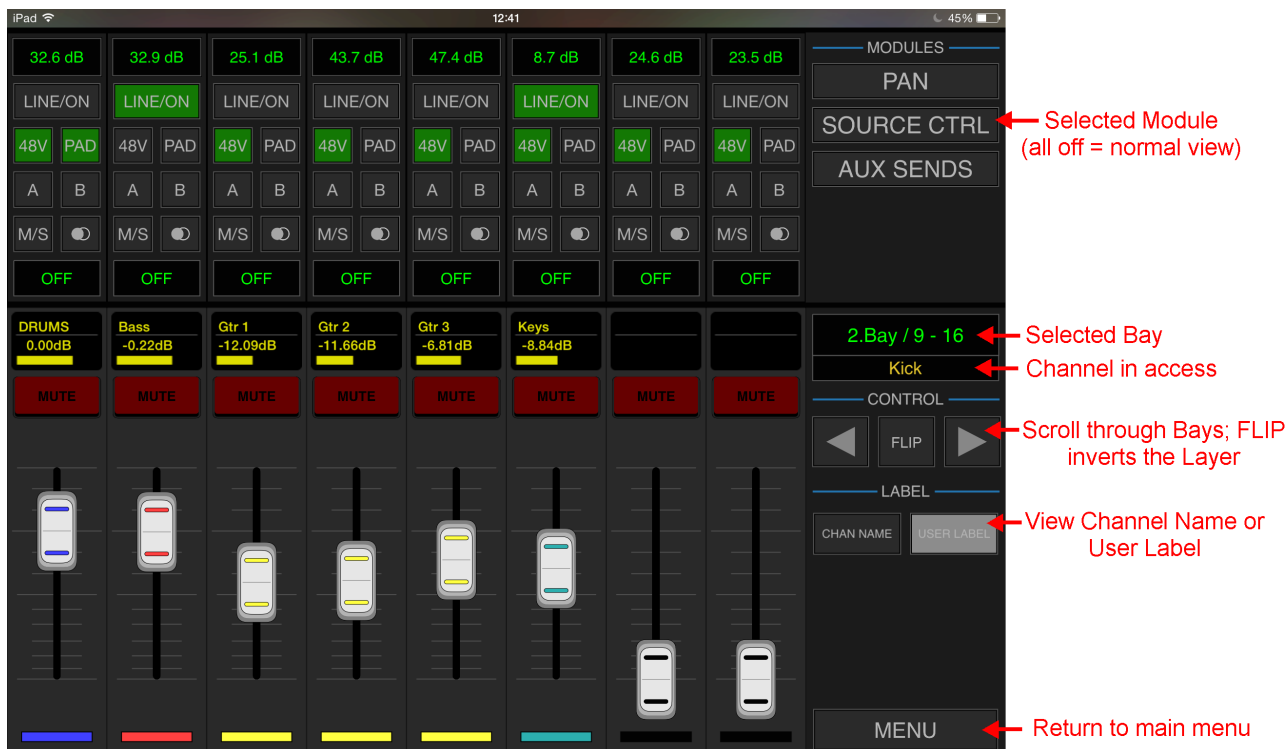 iPad 12:41 45%
32.6 dB 32.9 dB 25.1 dB 43.7 dB 47.4 dB 8.7 dB 24.6 dB 23.5 dB
LINE/ON LINE/ON LINE/ON LINE/ON LINE/ON LINE/ON LINE/ON LINE/ON
48V PAD 48V PAD 48V PAD 48V PAD 48V PAD 48V PAD 48V PAD 48V PAD
A B A B A B A B A B A B A B A B
M/S M/S M/S M/S M/S M/S M/S M/S
OFF OFF OFF OFF OFF OFF OFF OFF
MODULES
PAN
SOURCE CTRL
AUX SENDS
Selected Module
(all off = normal view)
DRUMS Bass Gtr 1 Gtr 2 Gtr 3 Keys
0.00dB -0.22dB -12.09dB -11.66dB -6.81dB -8.84dB
MUTE MUTE MUTE MUTE MUTE MUTE MUTE MUTE
2.Bay / 9 - 16
Selected Bay
Kick
Channel in access
CONTROL
FLIP
Scroll through Bays; FLIP
inverts the Layer
LABEL
CHAN NAME USER LABEL
View Channel Name or
User Label
MENU
Return to main menu